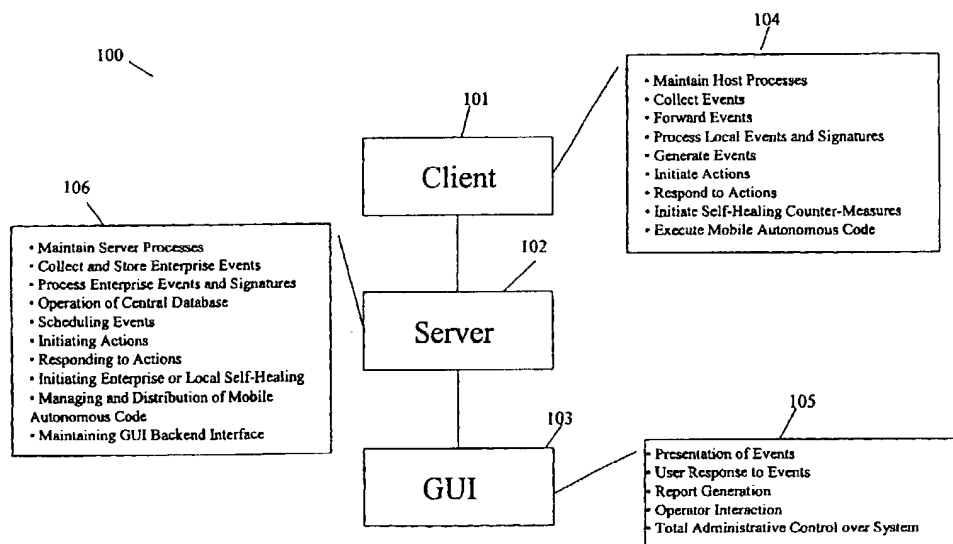 100
104
• Maintain Host Processes
• Collect Events
• Forward Events
• Process Local Events and Signatures
• Generate Events
• Initiate Actions
• Respond to Actions
• Initiate Self-Healing Counter-Measures
• Execute Mobile Autonomous Code
101
Client
106
• Maintain Server Processes
• Collect and Store Enterprise Events
• Process Enterprise Events and Signatures
• Operation of Central Database
• Scheduling Events
• Initiating Actions
• Responding to Actions
• Initiating Enterprise or Local Self-Healing
• Managing and Distribution of Mobile
Autonomous Code
• Maintaining GUI Backend Interface
102
Server
103
GUI
105
• Presentation of Events
• User Response to Events
• Report Generation
• Operator Interaction
• Total Administrative Control over System